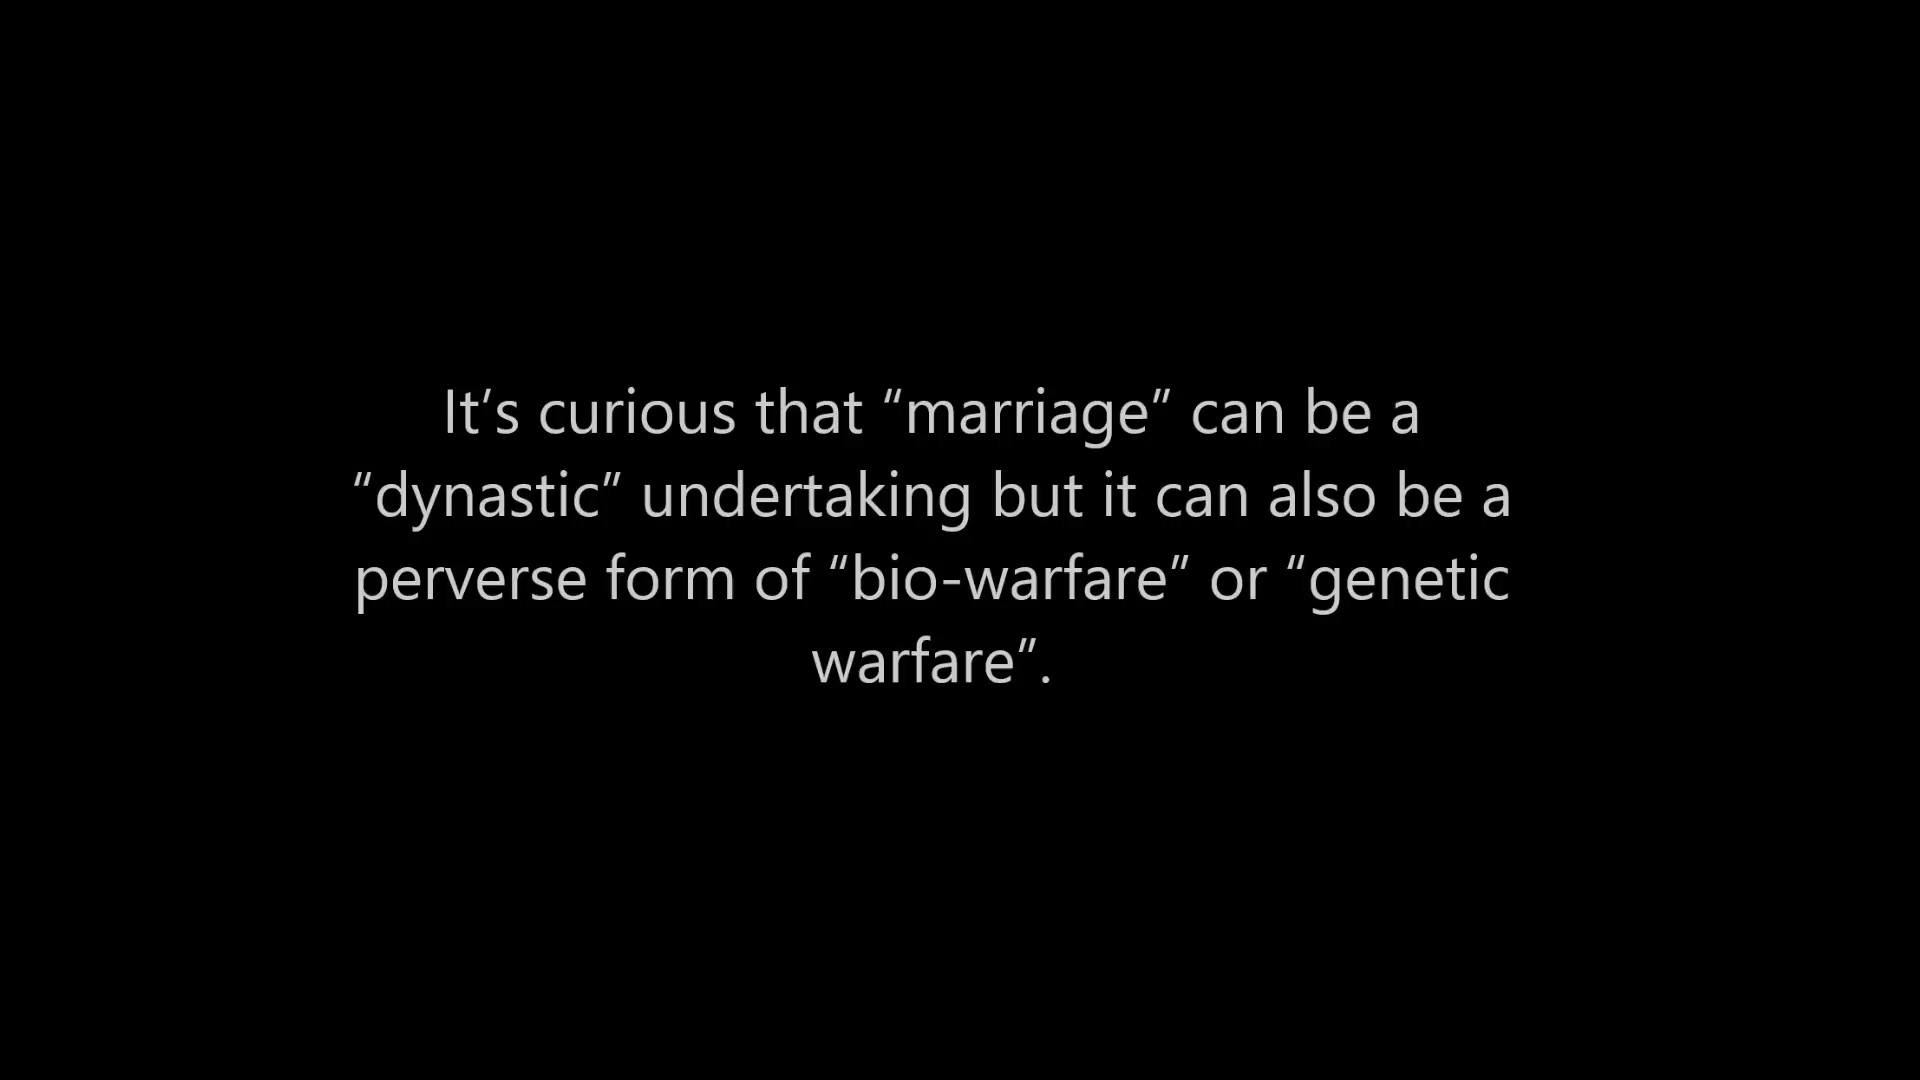 It’s curious that “marriage” can be a
“dynastic” undertaking but it can also be a
perverse form of “bio-warfare” or “genetic
warfare”.